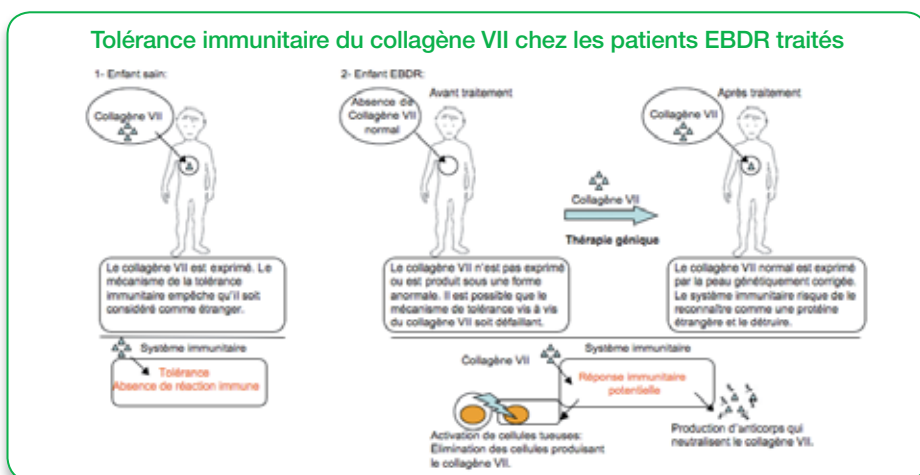 Tolérance immunitaire du collagène VII chez les patients EBDR traités
1- Enfant sain:
Collagène VII
Le collagène VII est exprimé. Le
mécanisme de la tolérance
immunitaire empêche qu'il soit
considéré comme étranger.
Système immunitaire
Tolérance
Absence de réaction immune
2- Enfant EBDR:
Avant traitement
Absence de
Collagène VII
normal
Le collagène VII n'est pas exprimé
ou est produit sous une forme
anormale. Il est possible que le
mécanisme de tolérance vis à vis
du collagène VII soit défaillant.
Collagène VII
Thérapie génique
Après traitement
Collagène VII
Le collagène VII normal est exprimé
par la peau génétiquement corrigée.
Le système immunitaire risque de le
reconnaître comme une protéine
étrangère et le détruire.
Collagène VII
Système immunitaire
Réponse immunitaire
potentielle
Activation de cellules tueuses:
Élimination des cellules produisant
le collagène VII.
Production d'anticorps qui
neutralisent le collagène VII.